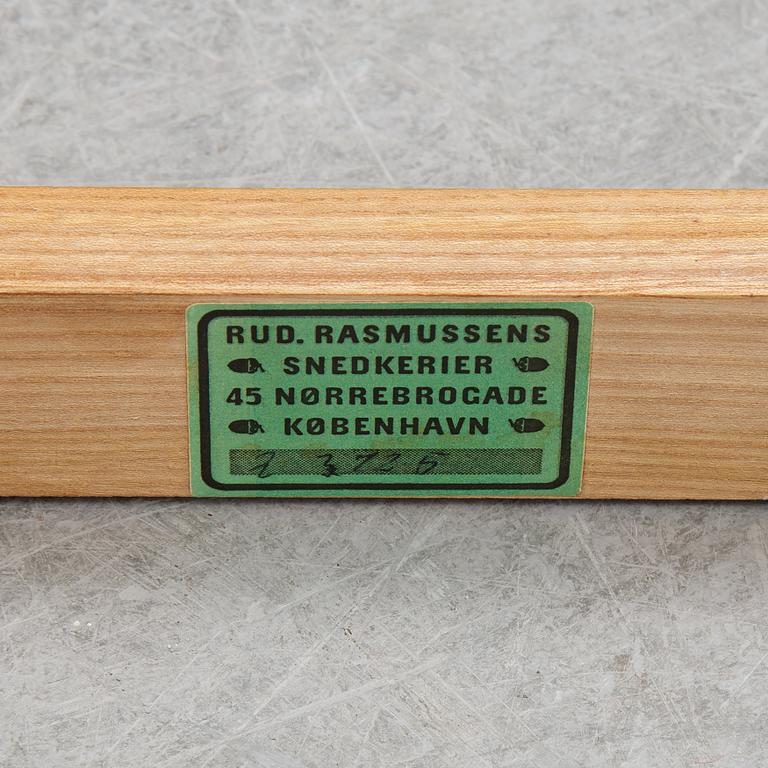 RUD. RASMUSSENS
SNEDKERIER
45 NØRREBROGADE
KØBENHAVN